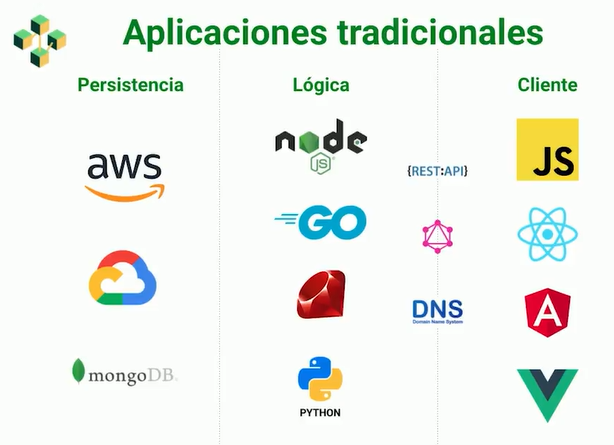 Aplicaciones tradicionales
Persistencia
Lógica
Cliente
aws
mongoDB.
node
JS
GO
PYTHON
{REST:API}
DNS
Domain Name System
JS
A